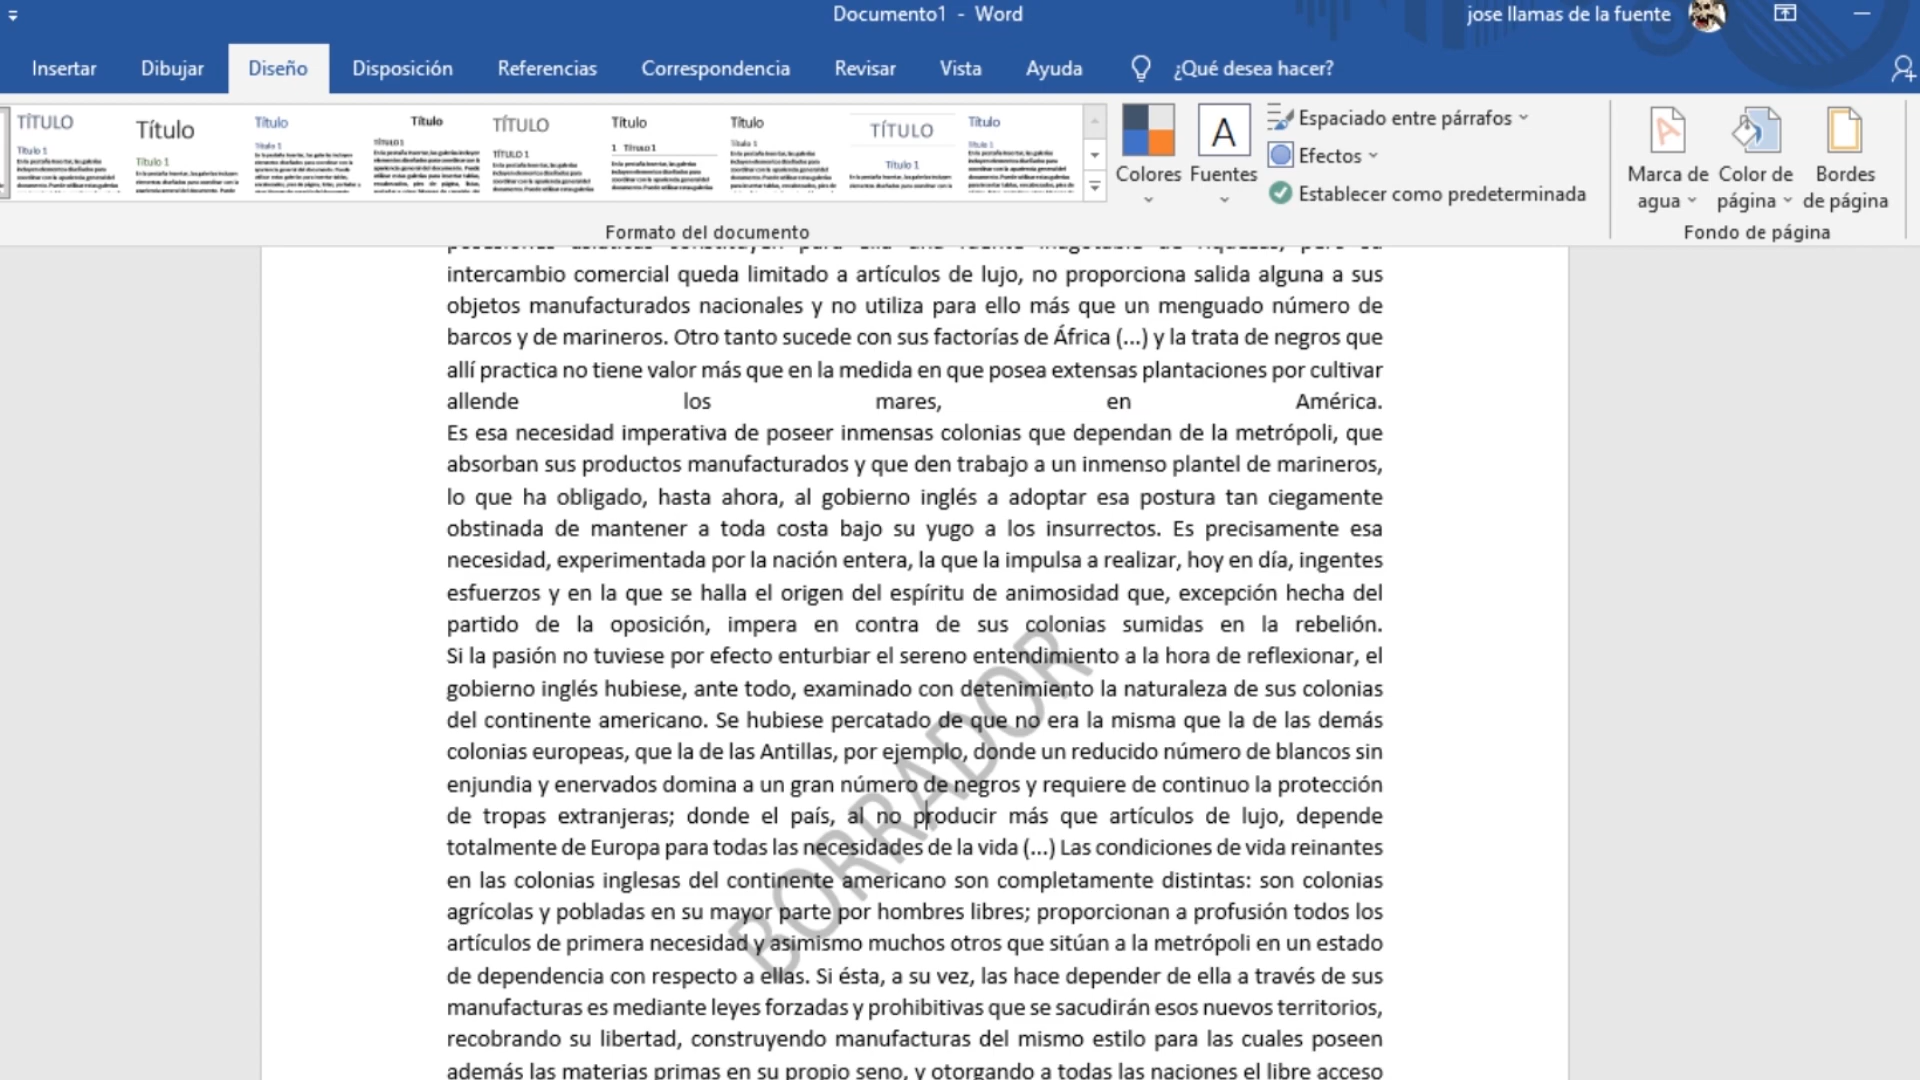 Documento1 - Word
jose llamas de la fuente
Insertar Dibujar Diseño Disposición Referencias Correspondencia Revisar Vista Ayuda ¿Qué desea hacer?
TÍTULO Título Título Título TÍTULO Título Título TÍTULO Título
Título 1 Título 1 Título 1 TÍTULO 1 TÍTULO 1 1 TÍTULO 1 Título 1 Título 1 Título 1
Colores Fuentes
Espaciado entre párrafos
Efectos
Establecer como predeterminada
Marca de agua
Color de página
Bordes de página
Formato del documento
Fondo de página
intercambio comercial queda limitado a artículos de lujo, no proporciona salida alguna a sus
objetos manufacturados nacionales y no utiliza para ello más que un menguado número de
barcos y de marineros. Otro tanto sucede con sus factorías de África (...) y la trata de negros que
allí practica no tiene valor más que en la medida en que posea extensas plantaciones por cultivar
allende los mares, en América.
Es esa necesidad imperativa de poseer inmensas colonias que dependan de la metrópoli, que
absorban sus productos manufacturados y que den trabajo a un inmenso plantel de marineros,
lo que ha obligado, hasta ahora, al gobierno inglés a adoptar esa postura tan ciegamente
obstinada de mantener a toda costa bajo su yugo a los insurrectos. Es precisamente esa
necesidad, experimentada por la nación entera, la que la impulsa a realizar, hoy en día, ingentes
esfuerzos y en la que se halla el origen del espíritu de animosidad que, excepción hecha del
partido de la oposición, impera en contra de sus colonias sumidas en la rebelión.
Si la pasión no tuviese por efecto enturbiar el sereno entendimiento a la hora de reflexionar, el
gobierno inglés hubiese, ante todo, examinado con detenimiento la naturaleza de sus colonias
del continente americano. Se hubiese percatado de que no era la misma que la de las demás
colonias europeas, que la de las Antillas, por ejemplo, donde un reducido número de blancos sin
enjundia y enervados domina a un gran número de negros y requiere de continuo la protección
de tropas extranjeras; donde el país, al no producir más que artículos de lujo, depende
totalmente de Europa para todas las necesidades de la vida (...) Las condiciones de vida reinantes
en las colonias inglesas del continente americano son completamente distintas: son colonias
agrícolas y pobladas en su mayor parte por hombres libres; proporcionan a profusión todos los
artículos de primera necesidad y asimismo muchos otros que sitúan a la metrópoli en un estado
de dependencia con respecto a ellas. Si ésta, a su vez, las hace depender de ella a través de sus
manufacturas es mediante leyes forzadas y prohibitivas que se sacudirán esos nuevos territorios,
recobrando su libertad, construyendo manufacturas del mismo estilo para las cuales poseen
además las materias primas en su propio seno, y otorgando a todas las naciones el libre acceso
BORRADOR